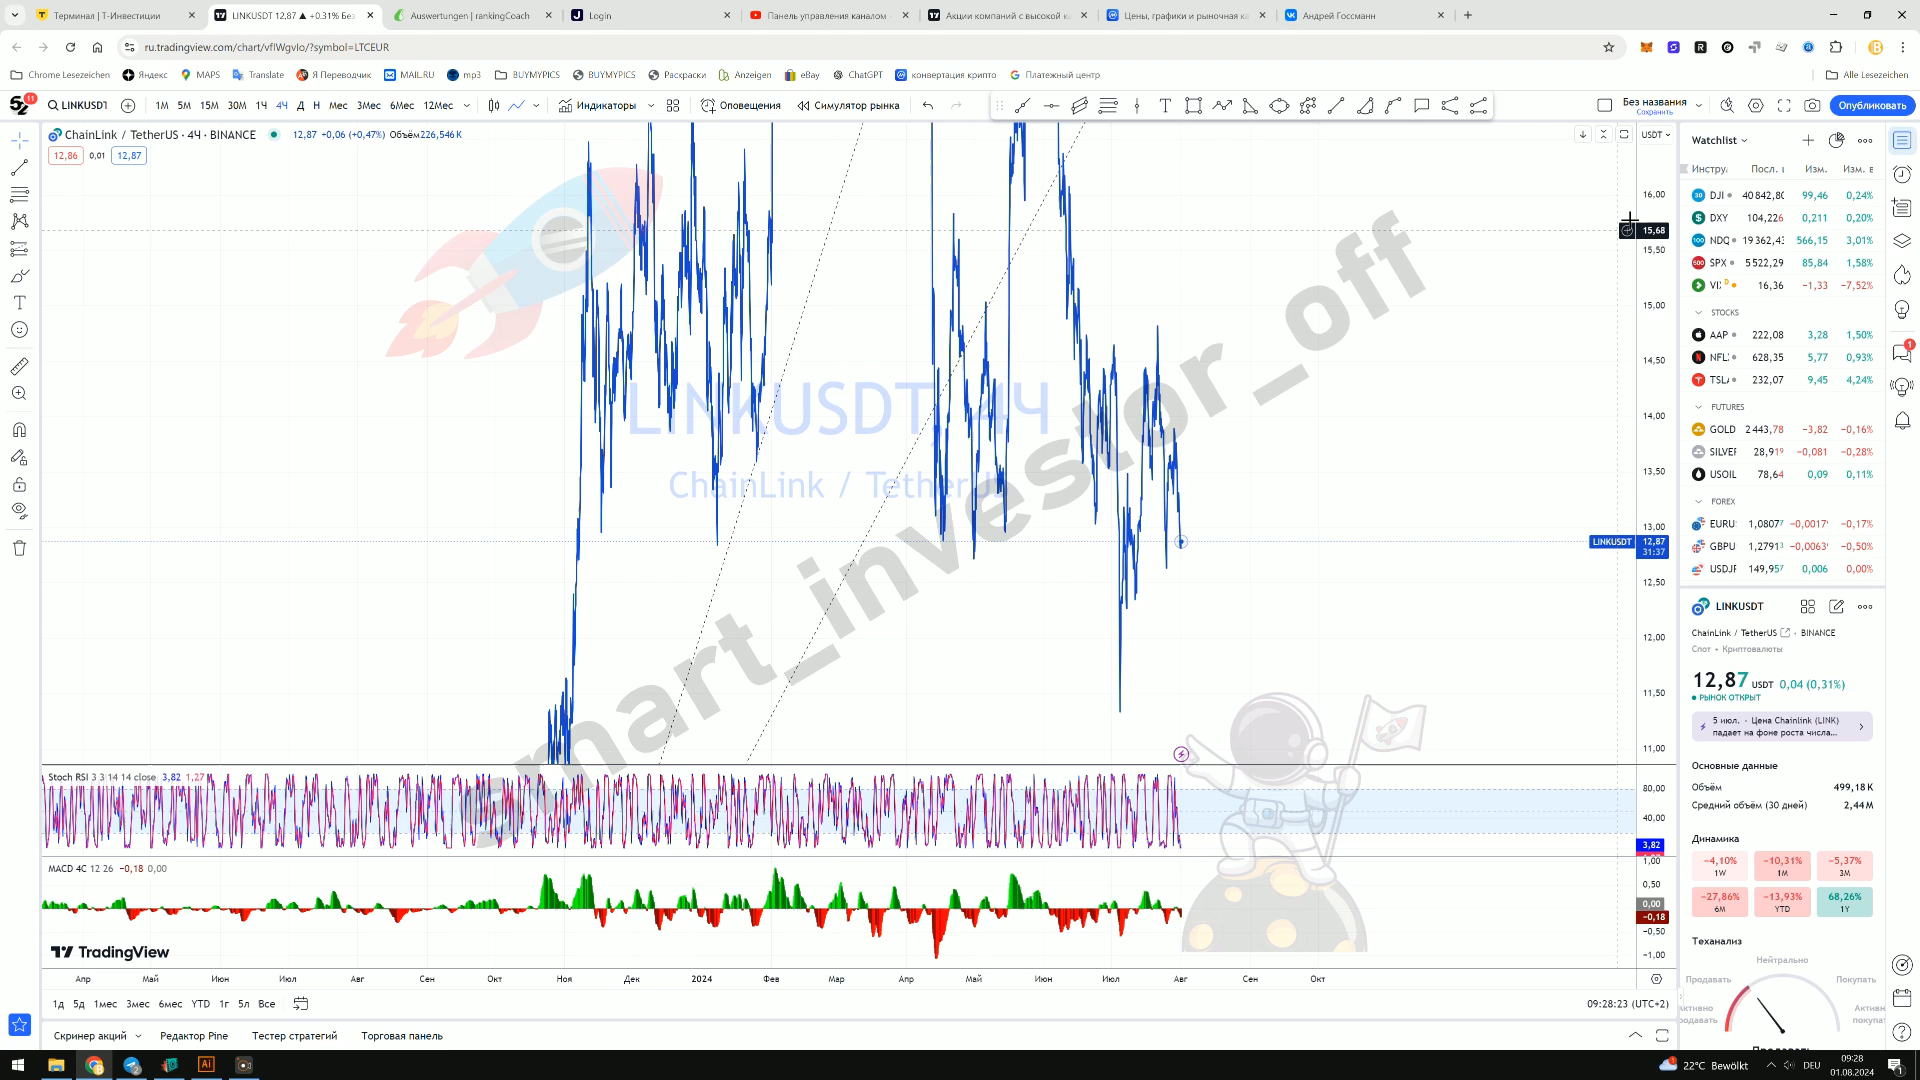 Терминал | Т-Инвестиции
LINKUSDT 12,87 ▲ +0.31% Без
Auswertungen | rankingCoach
Login
Панель управления каналом
Акции компаний с высокой к
Цены, графики и рыночная ка
Андрей Госсманн
ru.tradingview.com/chart/vfIWgvIo/?symbol=LTCEUR
Chrome Lesezeichen
Яндекс
MAPS
Translate
Я Переводчик
MAIL.RU
mp3
BUYMYPICS
BUYMYPICS
Раскраски
Anzeigen
eBay
ChatGPT
конвертация крипто
Платежный центр
Alle Lesezeichen
11
LINKUSDT
1М 5М 15М 30М 1Ч 4Ч Д Н Мес 3Мес 6Мес 12Мес
Индикаторы
Оповещения
Симулятор рынка
Без названия
Сохранить
Опубликовать
ChainLink / TetherUS · 4Ч · BINANCE
12,87 +0,06 (+0,47%) Объём226,546 K
12,86 0,01 12,87
USDT
16,00
15,68
15,50
15,00
14,50
14,00
13,50
13,00
LINKUSDT 12,87
31:37
12,50
12,00
11,50
11,00
LINKUSDT, 4Ч
ChainLink / TetherUS
smart_investor_off
Stoch RSI 3 3 14 14 close 3,82 1,27
80,00
40,00
3,82
MACD 4C 12 26 −0,18 0,00
1,00
0,50
0,00
−0,18
−0,50
−1,00
TradingView
Апр Май Июн Июл Авг Сен Окт Ноя Дек 2024 Фев Мар Апр Май Июн Июл Авг Сен Окт
1д 5д 1мес 3мес 6мес YTD 1г 5л Все
09:28:23 (UTC+2)
Скринер акций
Редактор Pine
Тестер стратегий
Торговая панель
Watchlist
Инстру. Посл. Изм. Изм. в
DJI 40 842,80 99,46 0,24%
DXY 104,226 0,211 0,20%
NDQ 19 362,43 566,15 3,01%
SPX 5 522,29 85,84 1,58%
VIX D 16,36 −1,33 −7,52%
STOCKS
AAP 222,08 3,28 1,50%
NFL 628,35 5,77 0,93%
TSLA 232,07 9,45 4,24%
FUTURES
GOLD 2 443,78 −3,82 −0,16%
SILVEF 28,919 −0,081 −0,28%
USOIL 78,64 0,09 0,11%
FOREX
EURU 1,08077 −0,0017 −0,17%
GBPU 1,27913 −0,0063 −0,50%
USDJF 149,957 0,006 0,00%
LINKUSDT
ChainLink / TetherUS · BINANCE
Спот • Криптовалюты
12,87 USDT 0,04 (0,31%)
РЫНОК ОТКРЫТ
5 июл. · Цена Chainlink (LINK)
падает на фоне роста числа…
Основные данные
Объём 499,18 K
Средний объём (30 дней) 2,44 M
Динамика
−4,10% −10,31% −5,37%
1W 1M 3M
−27,86% −13,93% 68,26%
6M YTD 1Y
Теханализ
Нейтрально
Продавать Покупать
Продавать
22°C Bewölkt
DEU
09:28
01.08.2024